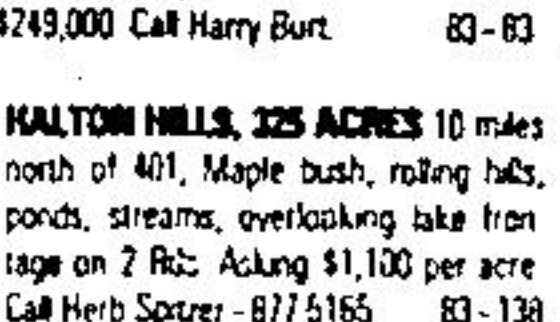 $249,000 Call Harry Burt 83-83
HALTON HILLS, 325 ACRES 10 miles
north of 401, Maple bush, rolling hills,
ponds, streams, overlooking lake fron
tage on 2 Rds. Asking $1,100 per acre
Call Herb - 877 5165 83-138